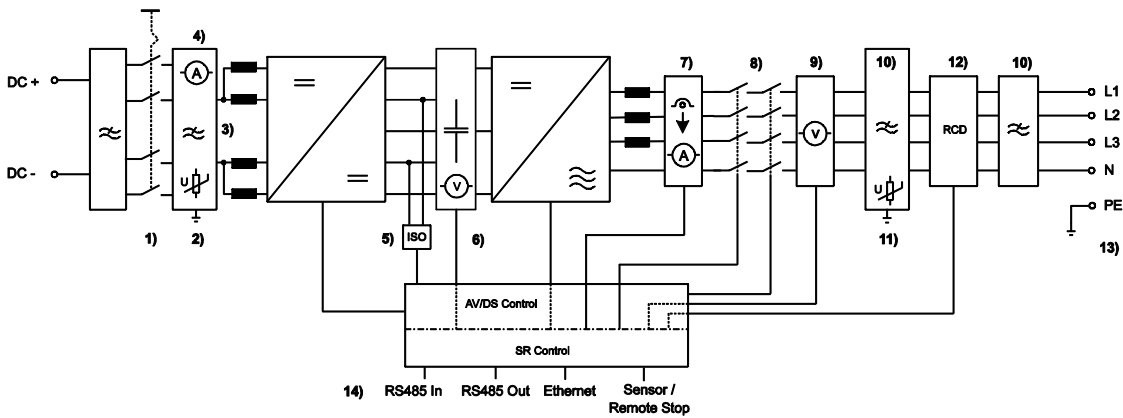 4)
7)
8)
9)
10)
12)
10)
DC +
A
L1
L2
3)
RCD
V
L3
A
DC -
U
V
N
U
PE
1)
2)
5)
ISO
6)
11)
13)
AV/DS Control
SR Control
14)
RS485 In
RS485 Out
Ethernet
Sensor /
Remote Stop